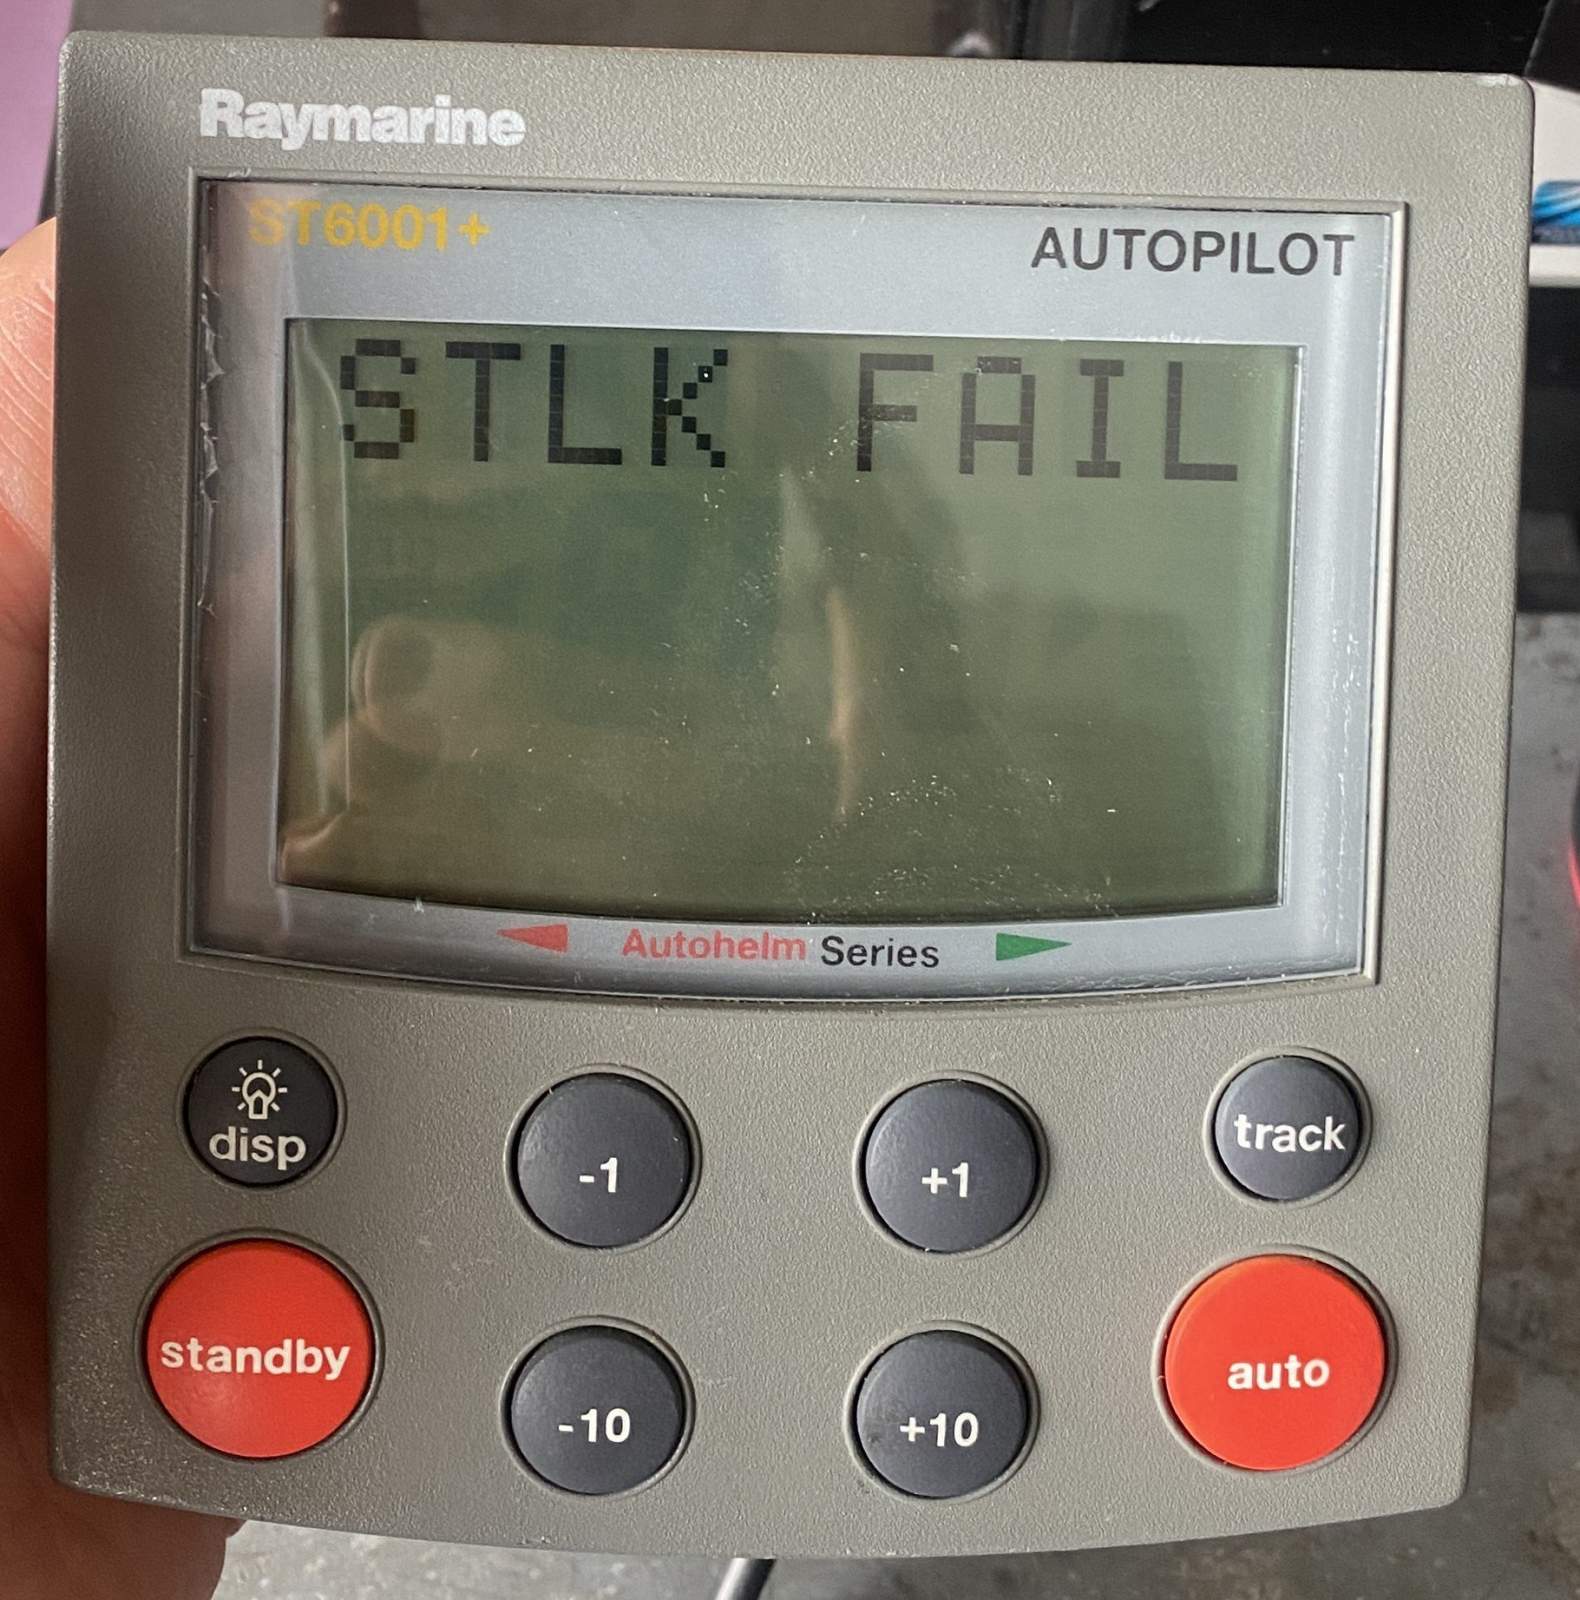 Raymarine
ST6001+ AUTOPILOT
STLK FAIL
Autohelm Series
disp -1 +1 track
standby -10 +10 auto